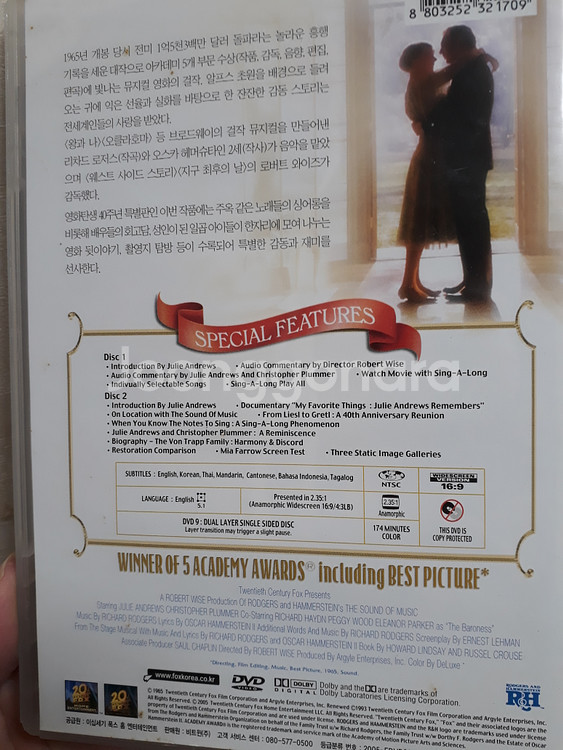 8 803252 321709
1965년 개봉 당시 전미 1억5천3백만 달러 돌파라는 놀라운 흥행
기록을 세운 대작으로 아카데미 5개 부문 수상(작품, 감독, 음향, 편집,
편곡)에 빛나는 뮤지컬 영화의 걸작. 알프스 초원을 배경으로 들려
오는 귀에 익은 선율과 실화를 바탕으로 한 잔잔한 감동 스토리는
전세계인들의 사랑을 받았다.
<왕과 나> <오클라호마> 등 브로드웨이의 걸작 뮤지컬을 만들어낸
리차드 로저스(작곡)와 오스카 헤머슈타인 2세(작사)가 음악을 맡았
으며 <웨스트 사이드 스토리> <지구 최후의 날>의 로버트 와이즈가
감독했다.
영화탄생 40주년 특별판인 이번 작품에는 주옥 같은 노래들의 싱어롱을
비롯해 배우들의 회고담, 성인이 된 일곱 아이들이 한자리에 모여 나누는
영화 뒷이야기, 촬영지 탐방 등이 수록되어 특별한 감동과 재미를
선사한다.
SPECIAL FEATURES
Disc 1
• Introduction By Julie Andrews • Audio Commentary by Director Robert Wise
• Audio Commentary by Julie Andrews And Christopher Plummer • Watch Movie with Sing-A-Long
• Indivually Selectable Songs • Sing-A-Long Play All
Disc 2
• Introduction By Julie Andrews • Documentary "My Favorite Things : Julie Andrews Remembers"
• On Location with The Sound Of Music • From Liesl to Gretl : A 40th Anniversary Reunion
• When You Know The Notes To Sing : A Sing-A-Long Phenomenon
• Julie Andrews and Christopher Plummer : A Reminiscence
• Biography - The Von Trapp Family : Harmony & Discord
• Restoration Comparison • Mia Farrow Screen Test • Three Static Image Galleries
SUBTITLES : English, Korean, Thai, Mandarin, Cantonese, Bahasa Indonesia, Tagalog
NTSC
WIDESCREEN VERSION 16:9
LANGUAGE : English 5.1
Presented in 2.35:1
(Anamorphic Widescreen 16:9/4:3LB)
2.35:1
Anamorphic
DVD 9 : DUAL LAYER SINGLE SIDED DISC
Layer transition may trigger a slight pause.
174 MINUTES
COLOR
THIS DVD IS
COPY PROTECTED
WINNER OF 5 ACADEMY AWARDS® including BEST PICTURE*
Twentieth Century Fox Presents
A ROBERT WISE Production Of RODGERS and HAMMERSTEIN's THE SOUND OF MUSIC
Starring JULIE ANDREWS CHRISTOPHER PLUMMER Co-Starring RICHARD HAYDN PEGGY WOOD ELEANOR PARKER as "The Baroness"
Music By RICHARD RODGERS Lyrics By OSCAR HAMMERSTEIN II Additional Words And Music By RICHARD RODGERS Screenplay By ERNEST LEHMAN
From The Stage Musical With Music And Lyrics By RICHARD RODGERS and OSCAR HAMMERSTEIN II Book By HOWARD LINDSAY and RUSSEL CROUSE
Associate Producer SAUL CHAPLIN Directed By ROBERT WISE Produced By Argyle Enterprises, Inc. Color By DeLuxe
*Directing, Film Editing, Music, Best Picture, 1965, Sound
www.foxkorea.co.kr
DVD VIDEO
DOLBY DIGITAL
Dolby and the are trademarks of
Dolby Laboratories Licensing Corporation.
RODGERS AND HAMMERSTEIN
R&H
공급원 : 이십세기 폭스 홈 엔터테인먼트
판매원 : 비트윈(주) 고객 서비스 센터 : 080-577-0500